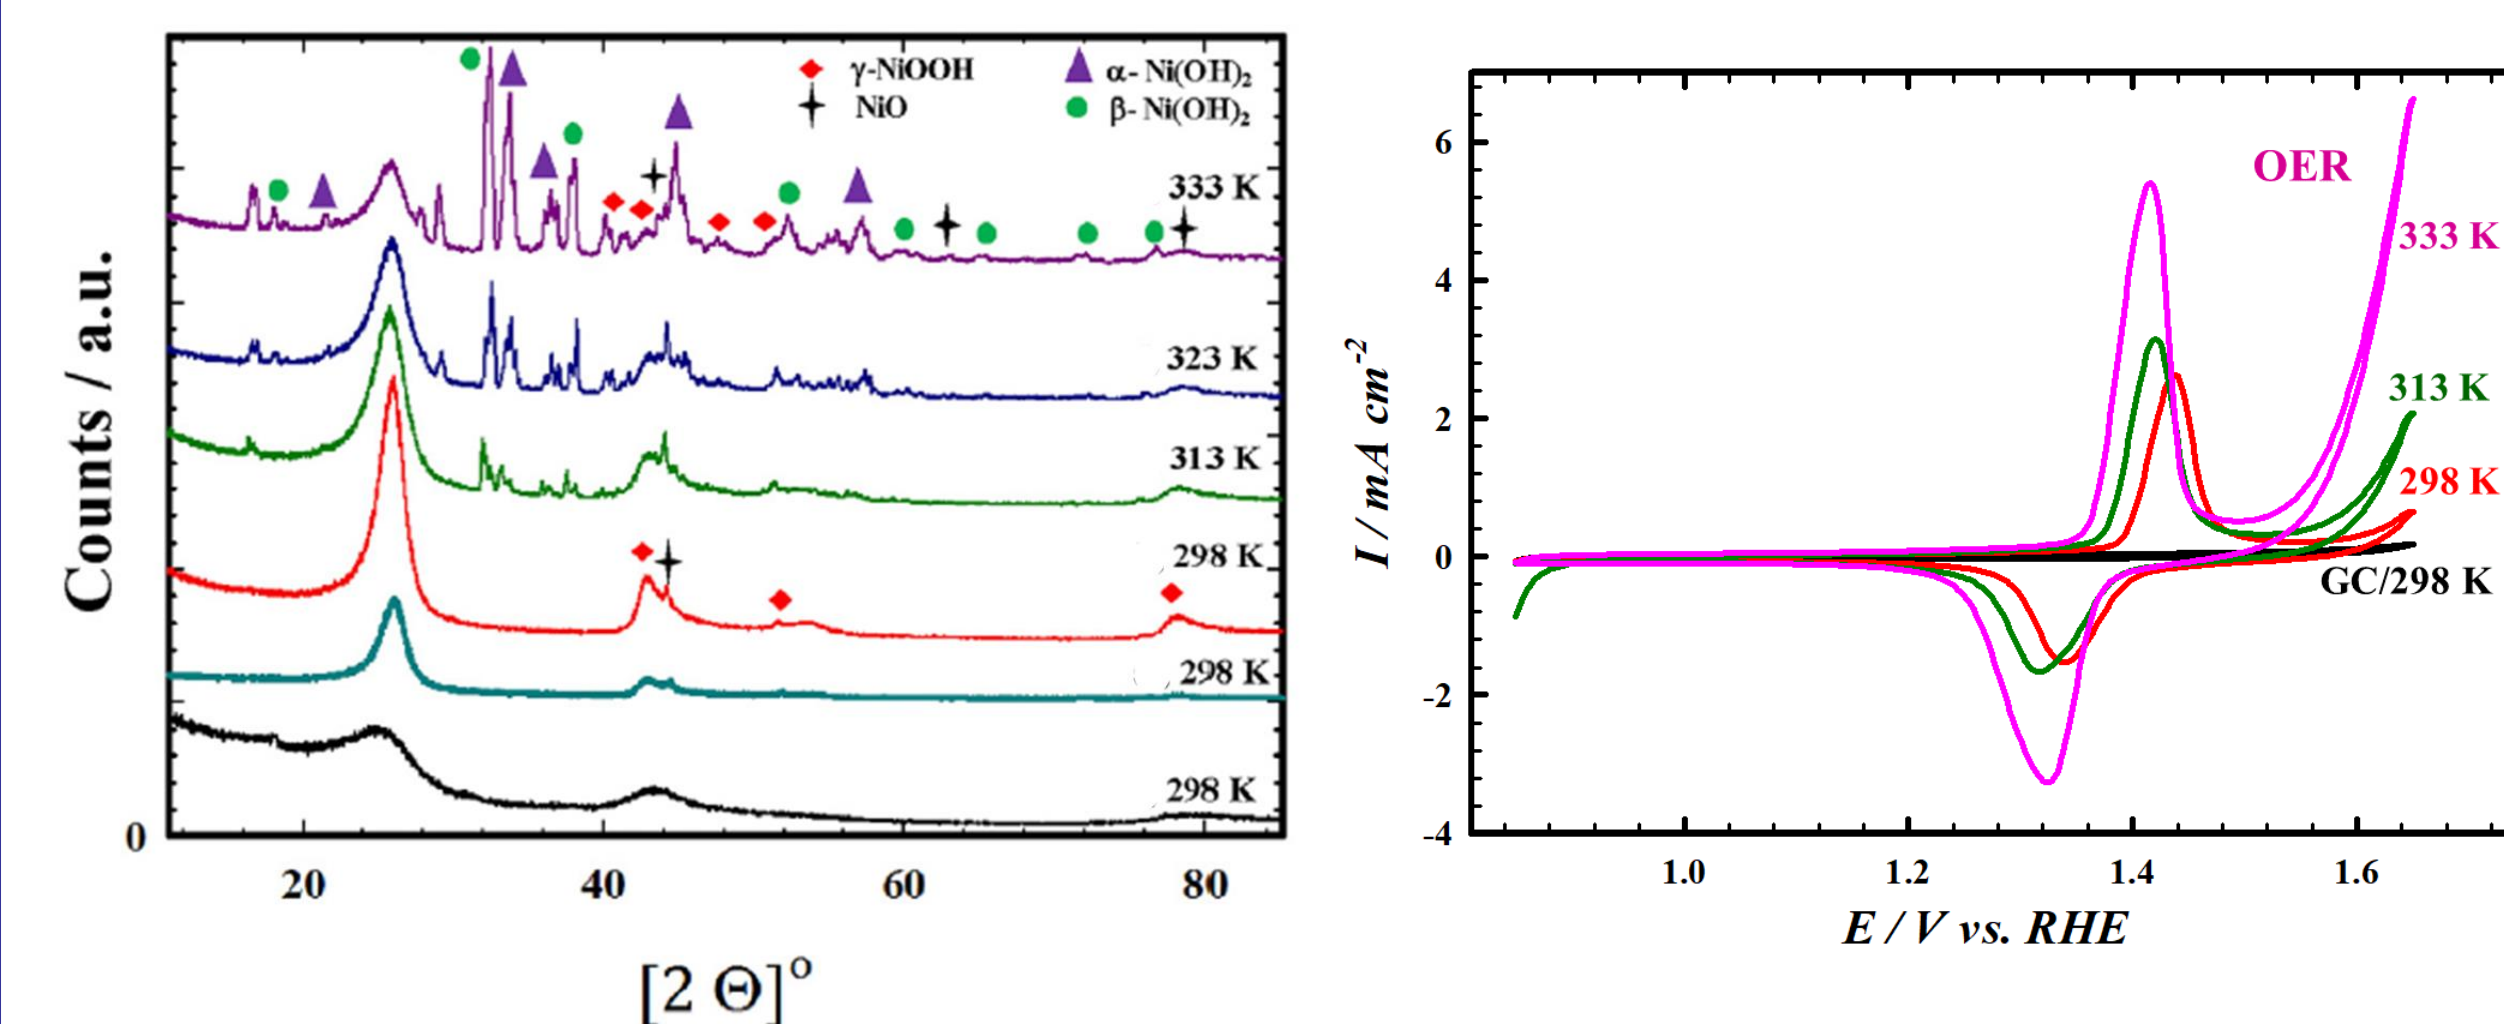 γ-NiOOH
α- Ni(OH)₂
NiO
β- Ni(OH)₂
333 K
323 K
313 K
298 K
298 K
298 K
0
20
40
60
80
Counts / a.u.
[2 Θ]°
OER
333 K
313 K
298 K
GC/298 K
6
4
2
0
-2
-4
1.0
1.2
1.4
1.6
I / mA cm⁻²
E / V vs. RHE